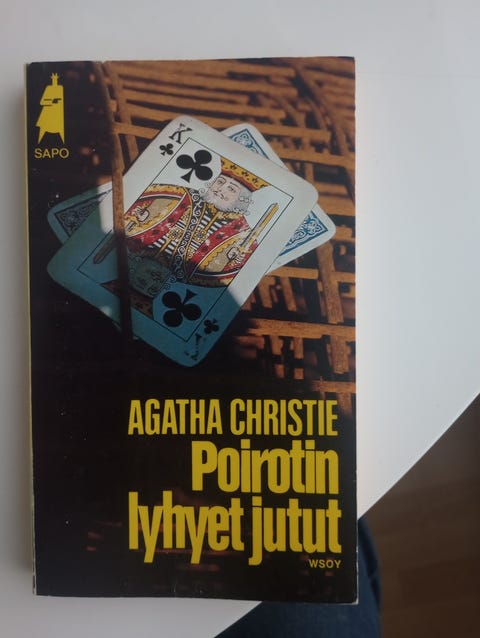 SAPO
K
AGATHA CHRISTIE
Poirotin
lyhyet jutut
WSOY